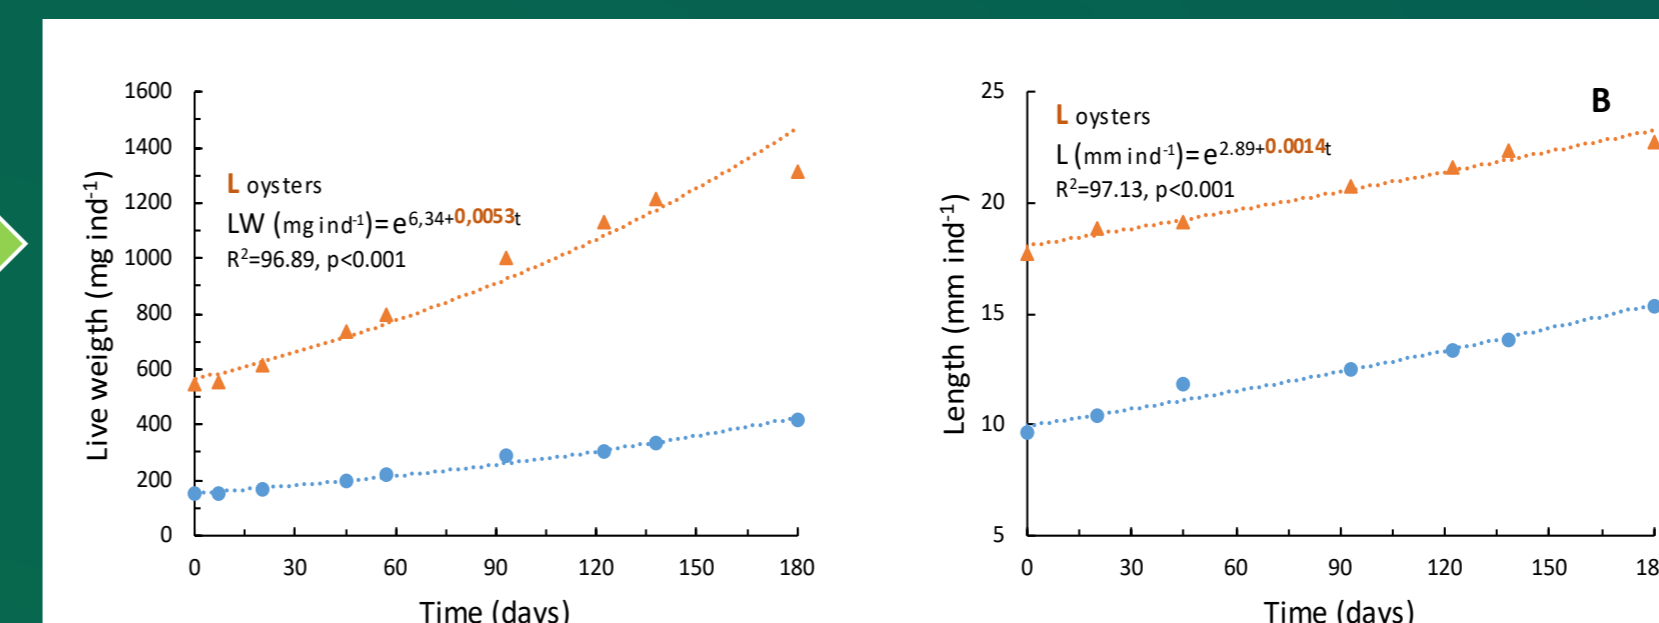 1600
1400
1200
1000
800
600
400
200
0
Live weigth (mg ind-1)
L oysters
LW (mg ind-1)=e6,34+0,0053t
R2=96.89, p<0.001
0 30 60 90 120 150 180
Time (days)
25
20
15
10
5
Length (mm ind-1)
B
L oysters
L (mm ind-1)=e2.89+0.0014t
R2=97.13, p<0.001
0 30 60 90 120 150 18
Time (days)